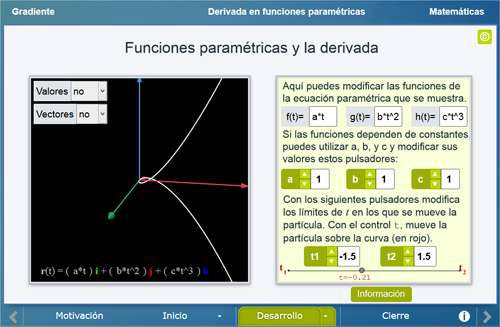 Gradiente Derivada en funciones paramétricas Matemáticas
Funciones paramétricas y la derivada
©
Valores no
Vectores no
r(t) = ( a*t ) i + ( b*t^2 ) j + ( c*t^3 ) k
Aquí puedes modificar las funciones de
la ecuación paramétrica que se muestra.
f(t)= a*t g(t)= b*t^2 h(t)= c*t^3
Si las funciones dependen de constantes
puedes utilizar a, b, y c y modificar sus
valores estos pulsadores:
a 1 b 1 c 1
Con los siguientes pulsadores modifica
los límites de t en los que se mueve la
partícula. Con el control t, mueve la
partícula sobre la curva (en rojo).
t1 -1.5 t2 1.5
t₁ t₂
t=-0.21
Información
Motivación Inicio Desarrollo Cierre i